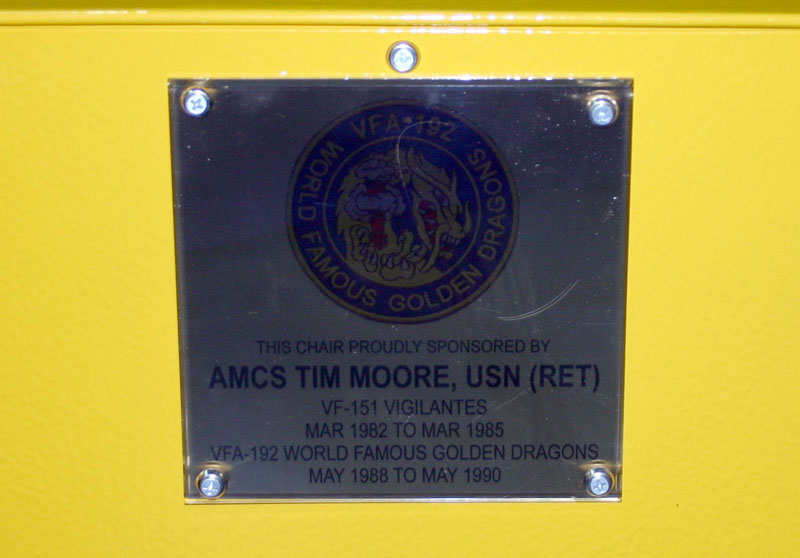 VFA-192
WORLD FAMOUS GOLDEN DRAGONS
THIS CHAIR PROUDLY SPONSORED BY
AMCS TIM MOORE, USN (RET)
VF-151 VIGILANTES
MAR 1982 TO MAR 1985
VFA-192 WORLD FAMOUS GOLDEN DRAGONS
MAY 1988 TO MAY 1990